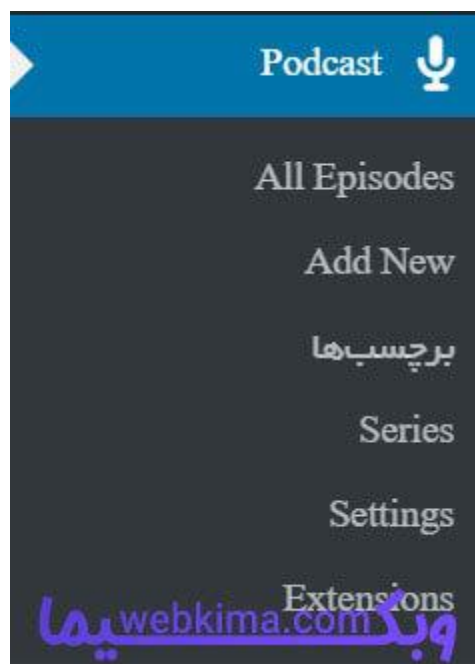 Podcast
All Episodes
Add New
برچسب‌ها
Series
Settings
Extensions
webkima.com
وبکیما